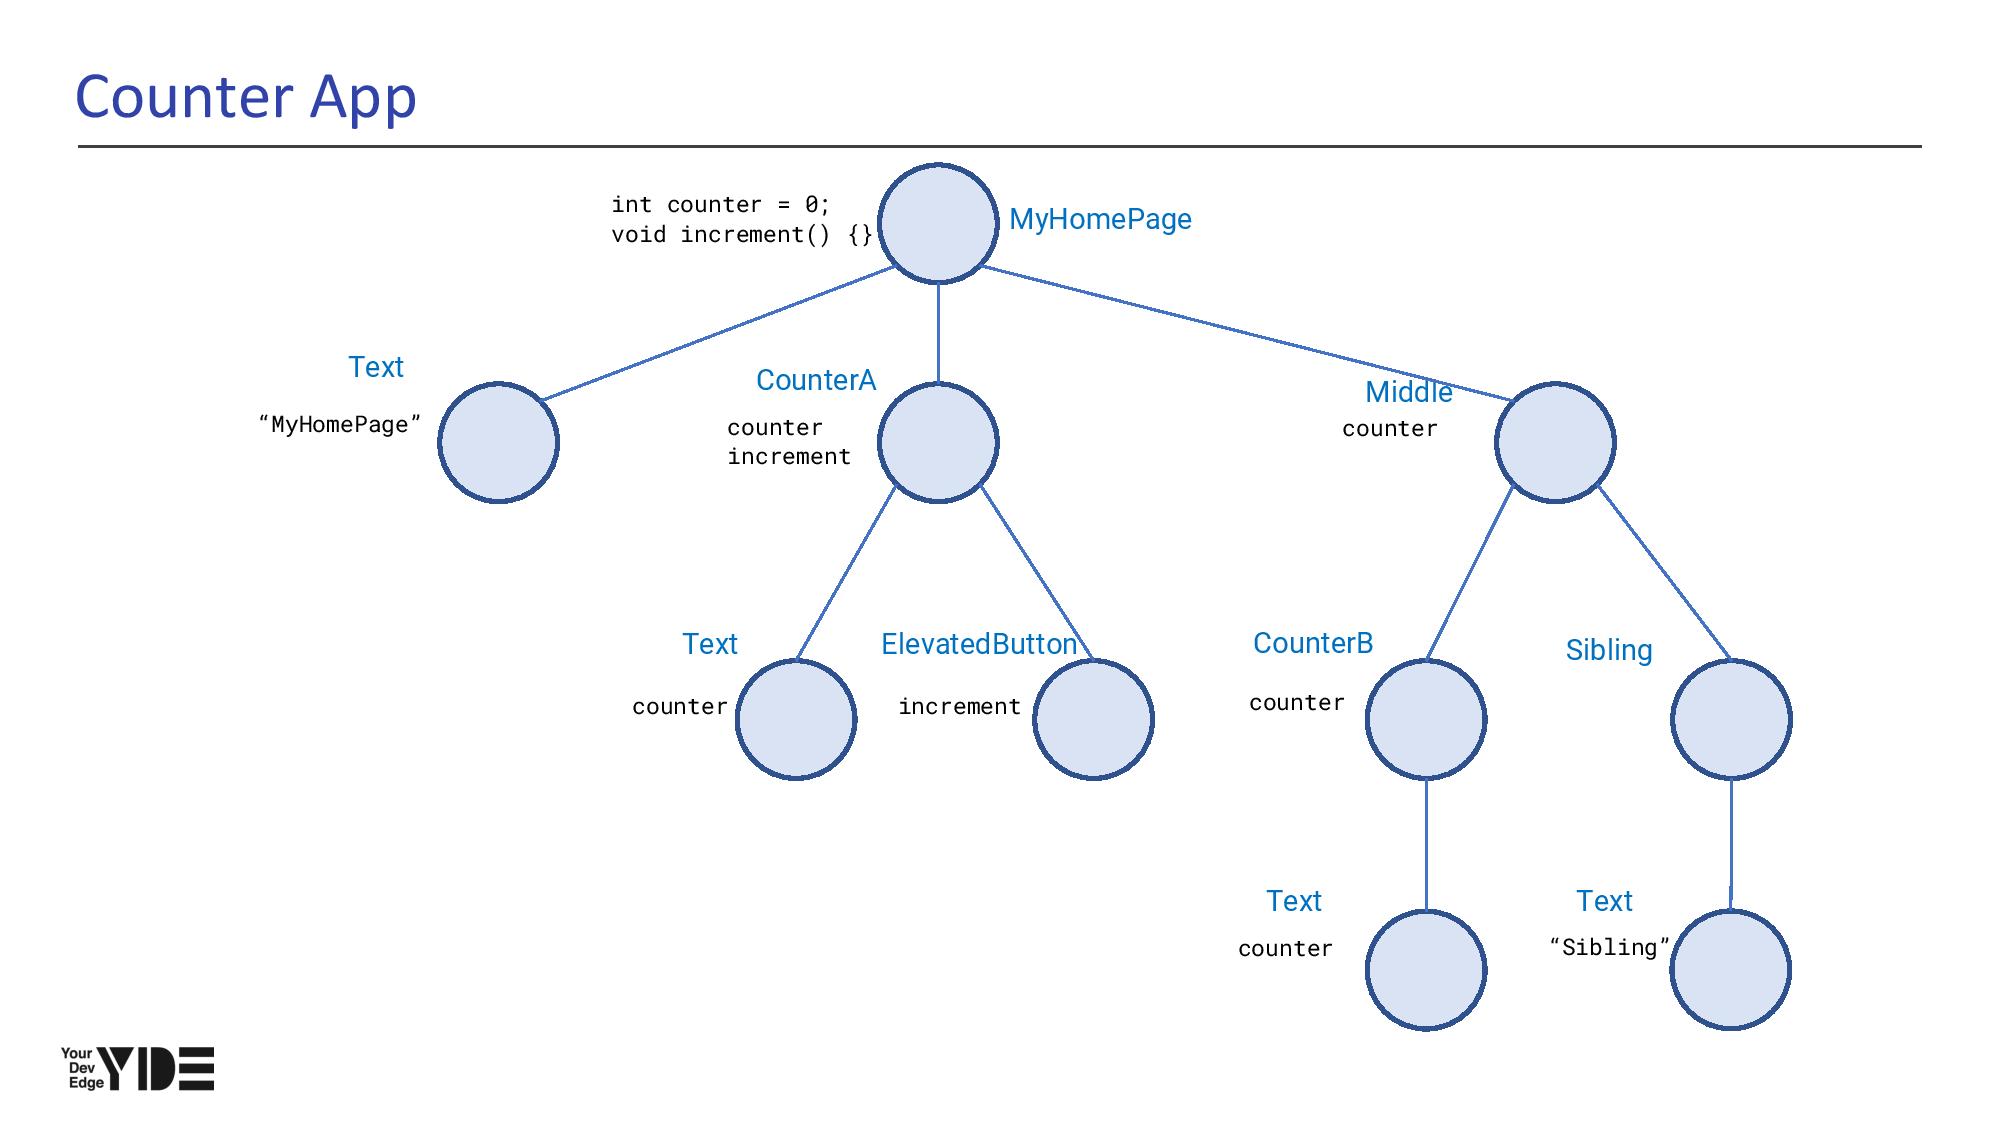 Counter App
int counter = 0;
void increment() {}
MyHomePage
Text
“MyHomePage”
CounterA
counter
increment
Middle
counter
Text
counter
ElevatedButton
increment
CounterB
counter
Sibling
Text
counter
Text
“Sibling”
Your
Dev
Edge
YDE